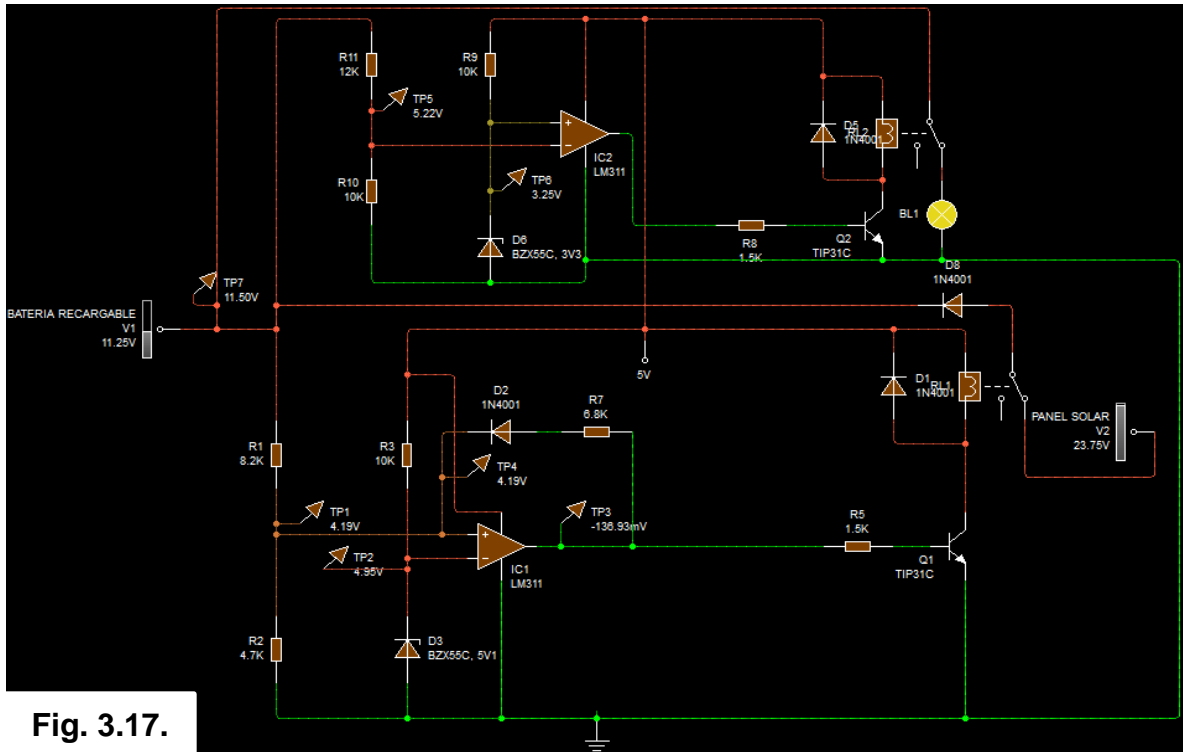 R11
12K
TP5
5.22V
R10
10K
R9
10K
TP6
3.25V
D6
BZX55C, 3V3
IC2
LM311
R8
1.5K
D5
1N4001
RL2
Q2
TIP31C
BL1
D8
1N4001
TP7
11.50V
BATERIA RECARGABLE
V1
11.25V
5V
D2
1N4001
R7
6.8K
R1
8.2K
R3
10K
TP4
4.19V
TP1
4.19V
TP2
4.95V
TP3
-136.93mV
IC1
LM311
R5
1.5K
D1
1N4001
RL1
Q1
TIP31C
PANEL SOLAR
V2
23.75V
R2
4.7K
D3
BZX55C, 5V1
Fig. 3.17.